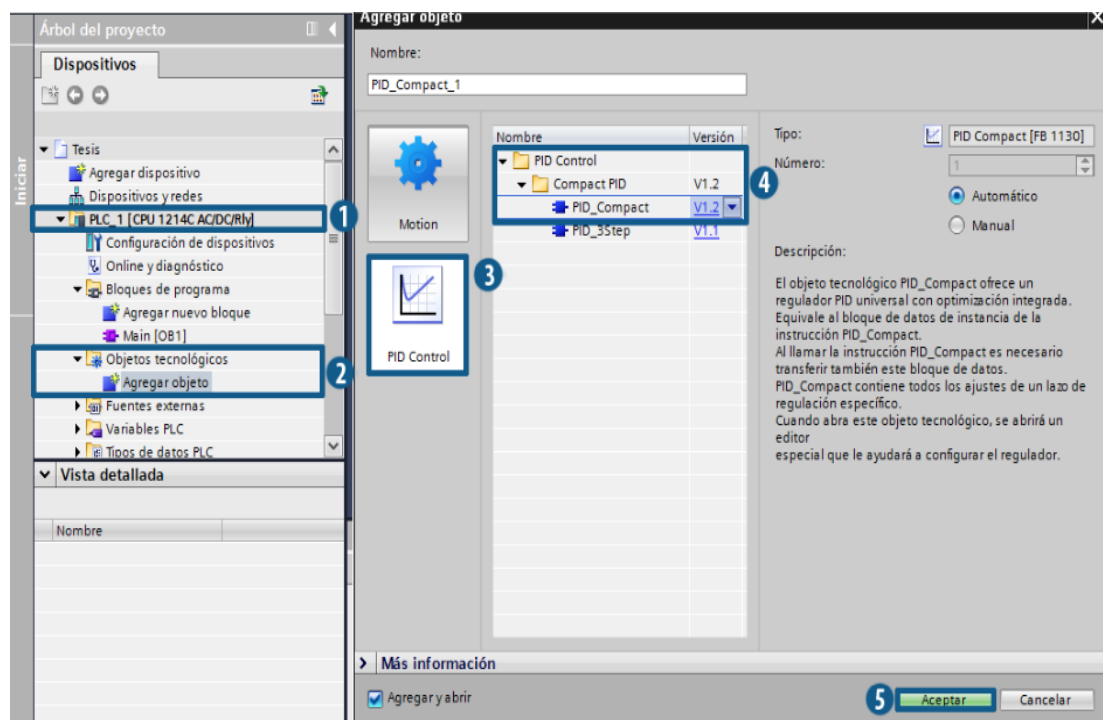 Árbol del proyecto
Dispositivos
Iniciar
Tesis
Agregar dispositivo
Dispositivos y redes
PLC_1 [CPU 1214C AC/DC/Rly]
1
Configuración de dispositivos
Online y diagnóstico
Bloques de programa
Agregar nuevo bloque
Main [OB1]
Objetos tecnológicos
Agregar objeto
2
Fuentes externas
Variables PLC
Tipos de datos PLC
Vista detallada
Nombre
Agregar objeto
X
Nombre:
PID_Compact_1
Motion
3
PID Control
Nombre Versión
PID Control
4
Compact PID V1.2
PID_Compact V1.2
PID_3Step V1.1
Tipo: PID Compact [FB 1130]
Número: 1
Automático
Manual
Descripción:
El objeto tecnológico PID_Compact ofrece un
regulador PID universal con optimización integrada.
Equivale al bloque de datos de instancia de la
instrucción PID_Compact.
Al llamar la instrucción PID_Compact es necesario
transferir también este bloque de datos.
PID_Compact contiene todos los ajustes de un lazo de
regulación específico.
Cuando abra este objeto tecnológico, se abrirá un
editor
especial que le ayudará a configurar el regulador.
Más información
Agregar y abrir
5
Aceptar
Cancelar